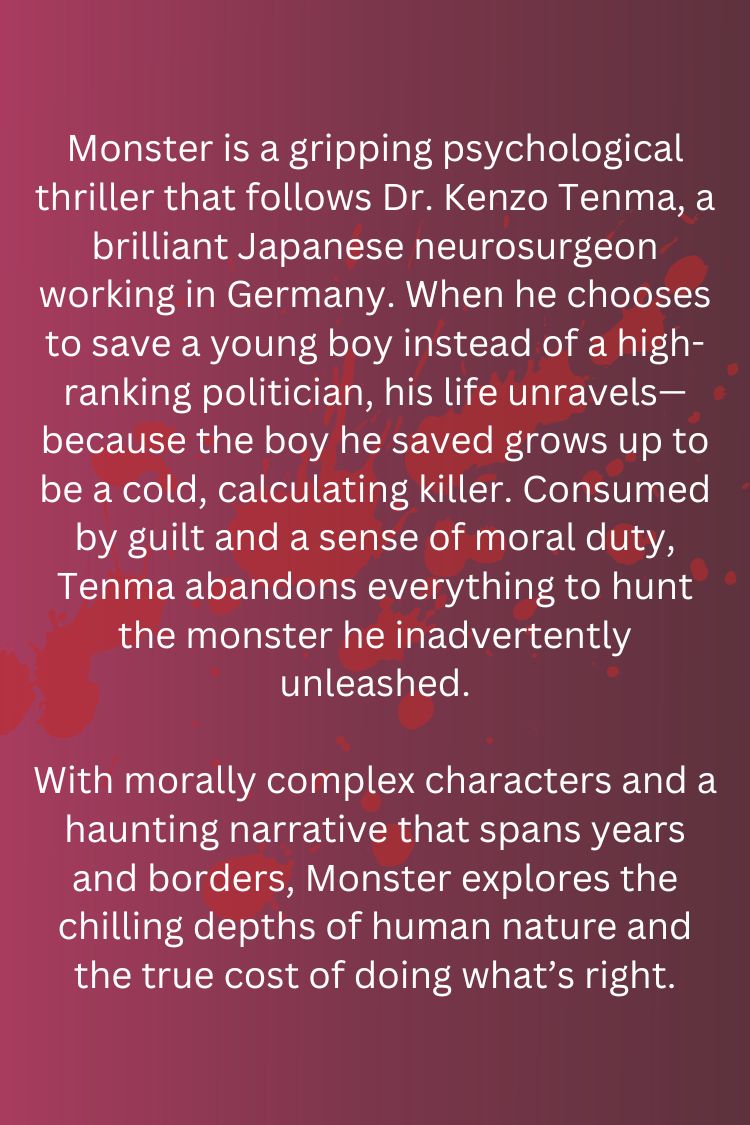 Monster is a gripping psychological
thriller that follows Dr. Kenzo Tenma, a
brilliant Japanese neurosurgeon
working in Germany. When he chooses
to save a young boy instead of a high-
ranking politician, his life unravels—
because the boy he saved grows up to
be a cold, calculating killer. Consumed
by guilt and a sense of moral duty,
Tenma abandons everything to hunt
the monster he inadvertently
unleashed.

With morally complex characters and a
haunting narrative that spans years
and borders, Monster explores the
chilling depths of human nature and
the true cost of doing what’s right.